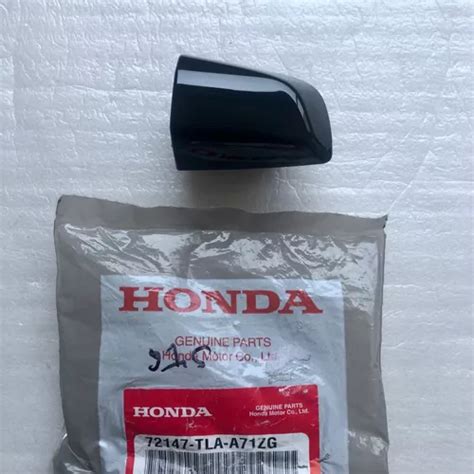 HONDA
GENUINE PARTS
Honda Motor Co., Ltd.
HONDA
GENUINE PARTS
Honda Motor Co.,
Ltd.
72147-TLA-A71ZG